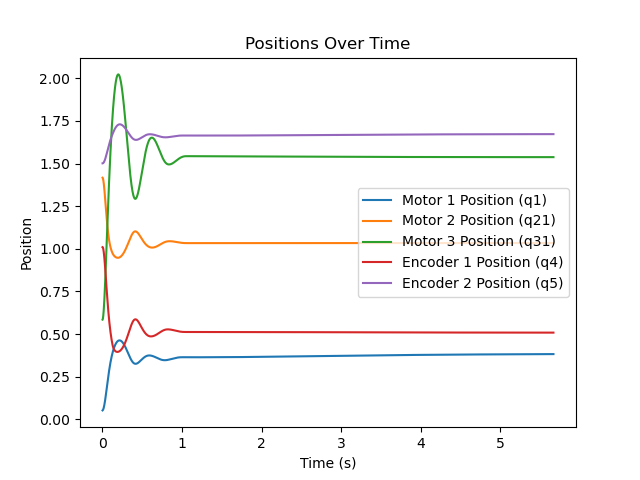 Positions Over Time
2.00
1.75
1.50
1.25
1.00
0.75
0.50
0.25
0.00
Position
Motor 1 Position (q1)
Motor 2 Position (q21)
Motor 3 Position (q31)
Encoder 1 Position (q4)
Encoder 2 Position (q5)
0 1 2 3 4 5
Time (s)